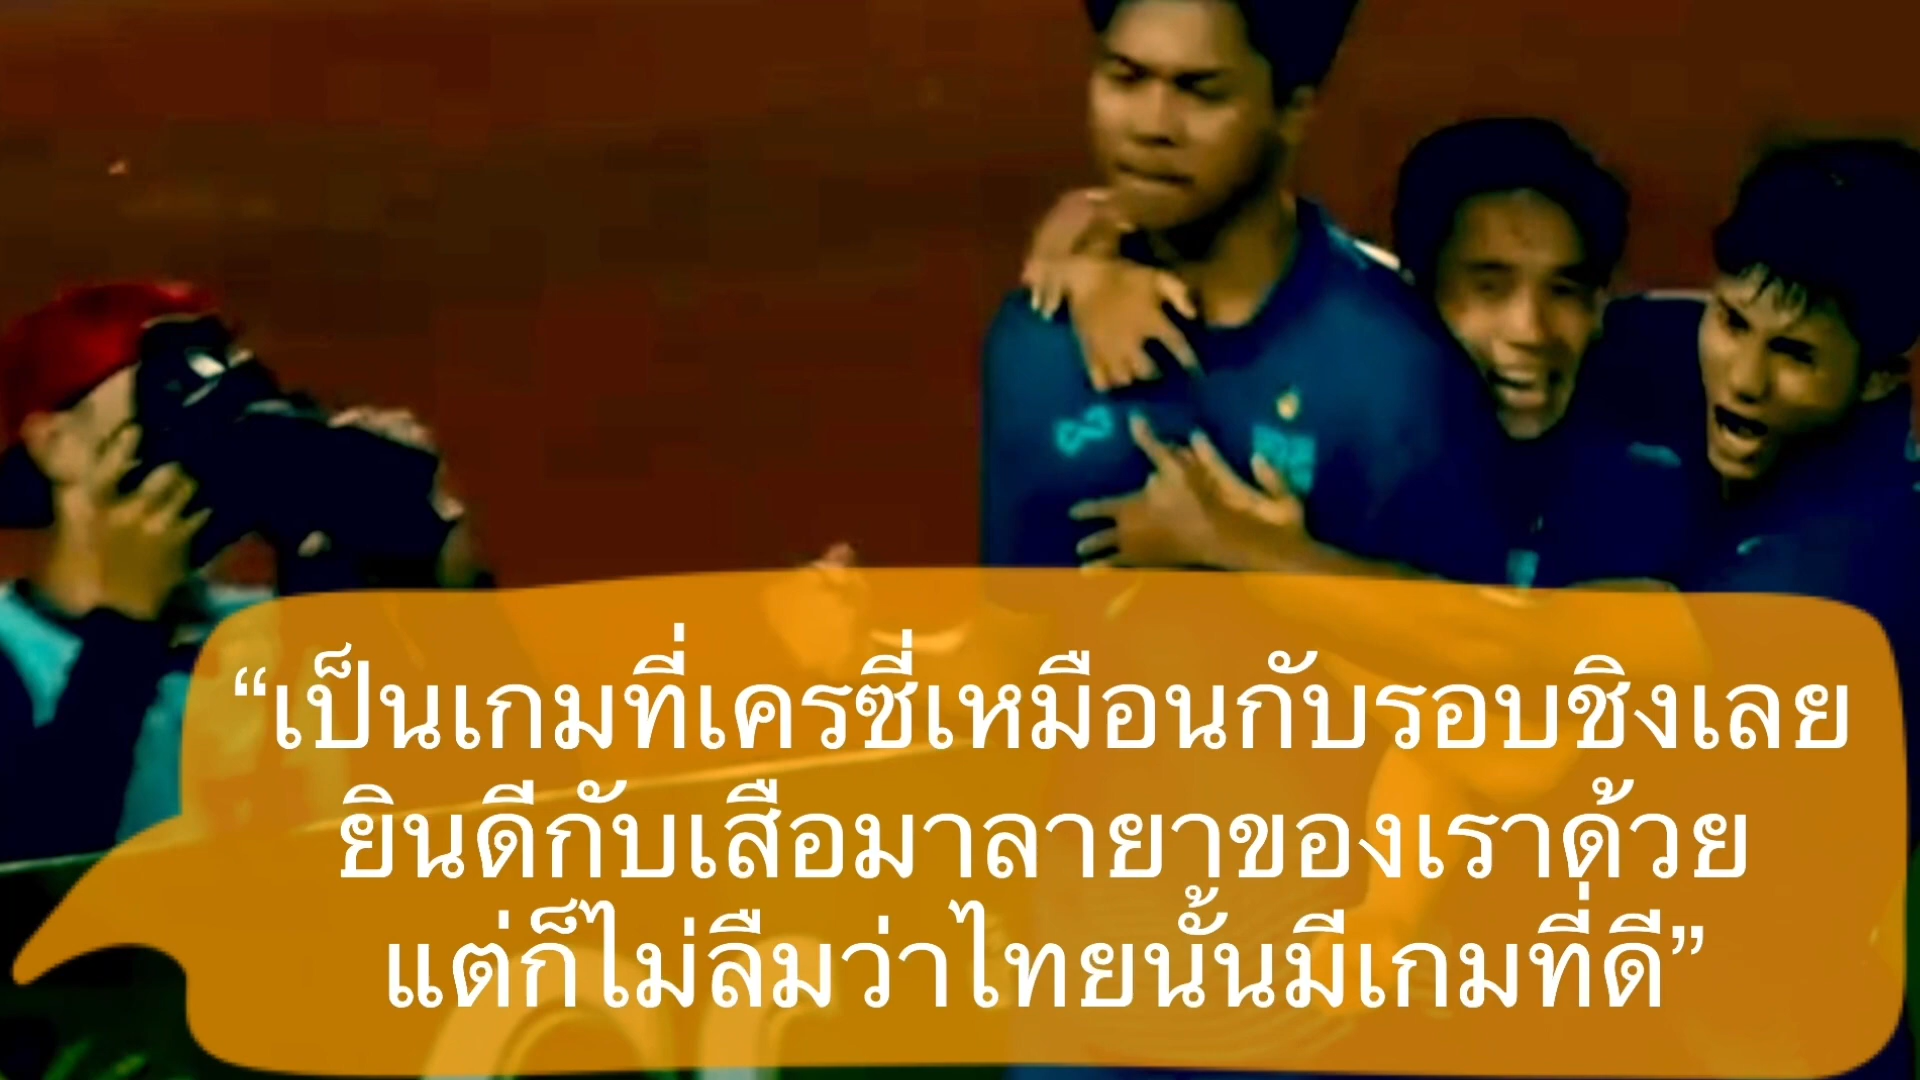 “เป็นเกมที่เครซี่เหมือนกับรอบชิงเลย
ยินดีกับเสือมาลายาของเราด้วย
แต่ก็ไม่ลืมว่าไทยนั้นมีเกมที่ดี”